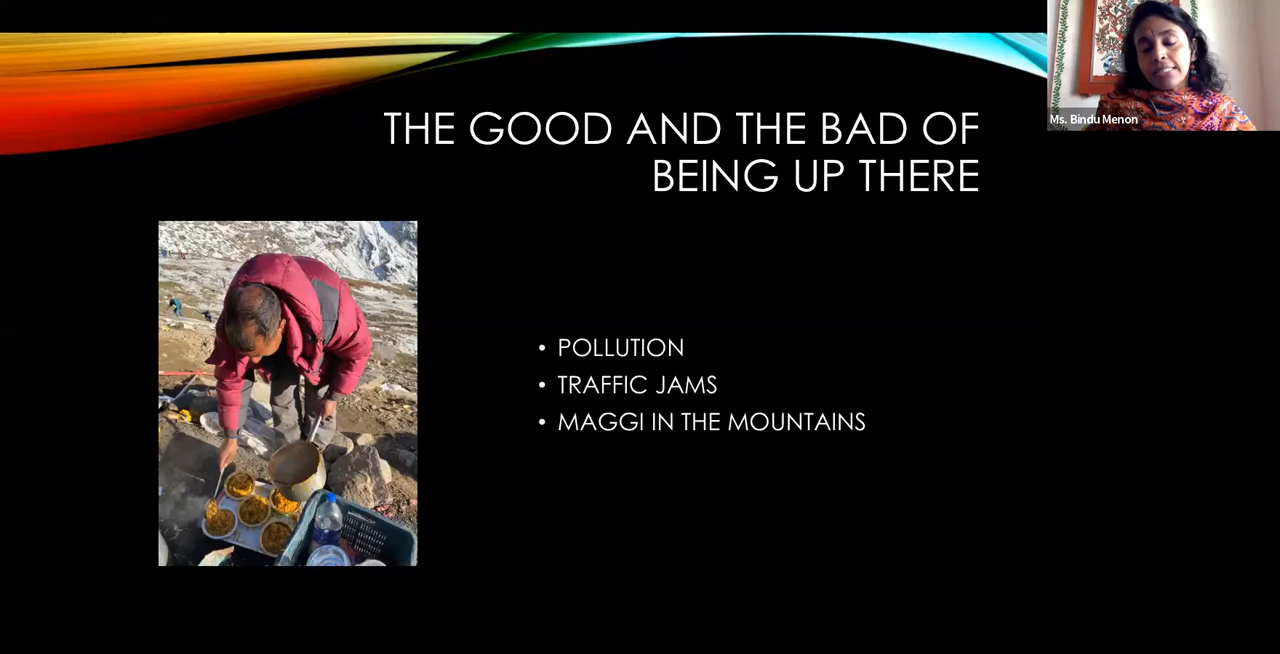 Ms. Bindu Menon
THE GOOD AND THE BAD OF
BEING UP THERE
• POLLUTION
• TRAFFIC JAMS
• MAGGI IN THE MOUNTAINS